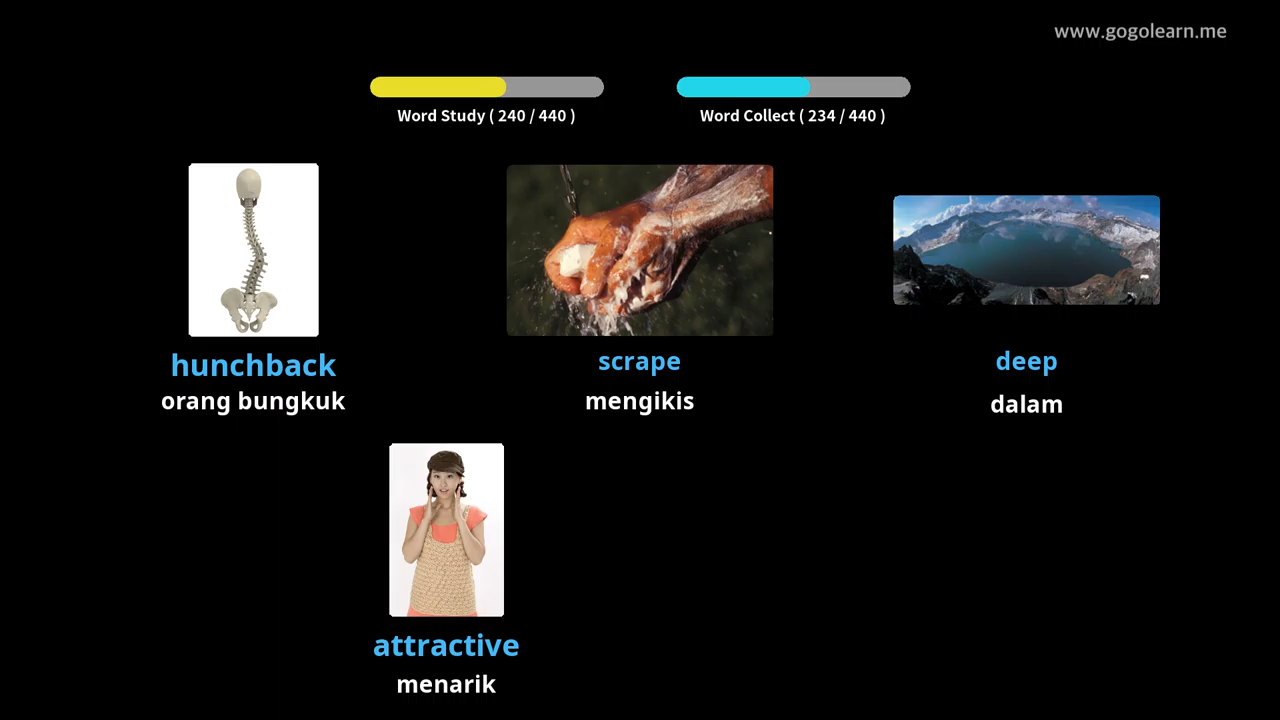 www.gogolearn.me
Word Study ( 240 / 440 )
Word Collect ( 234 / 440 )
hunchback
orang bungkuk
scrape
mengikis
deep
dalam
attractive
menarik